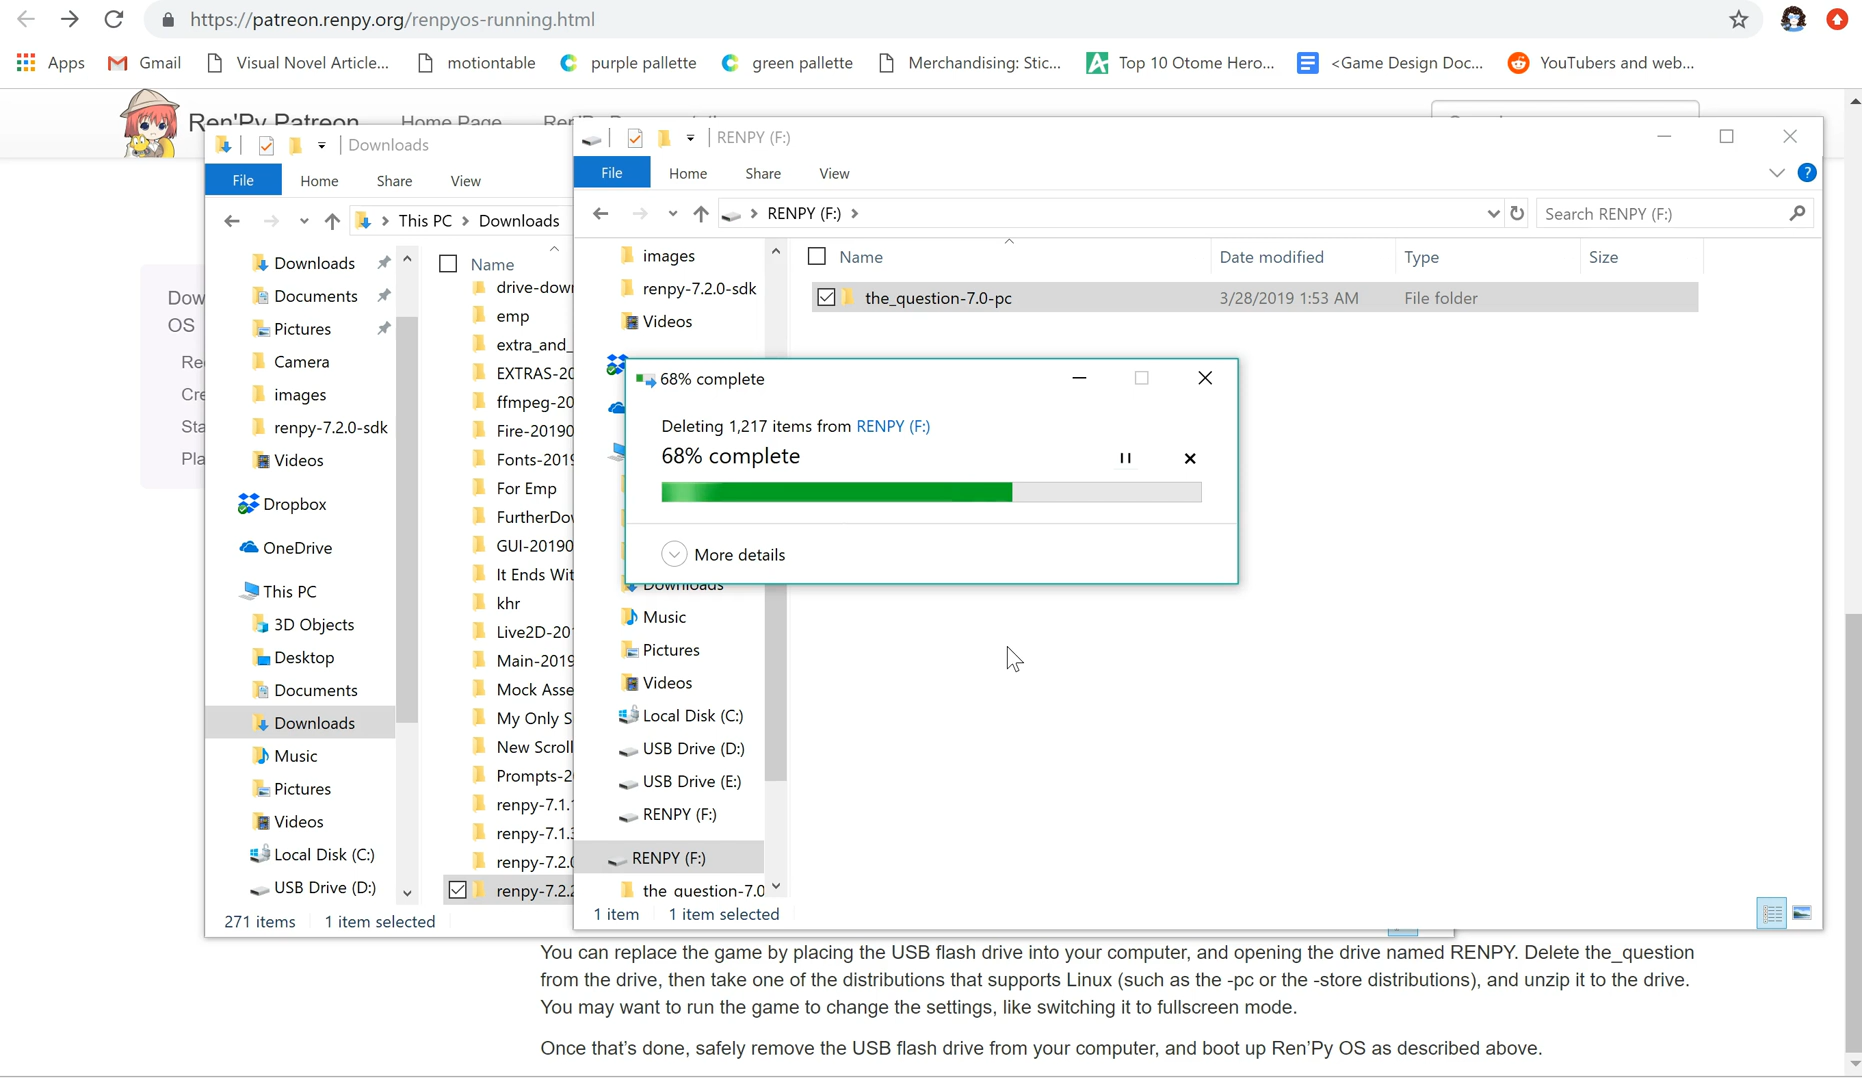 https://patreon.renpy.org/renpyos-running.html
Apps
Gmail
Visual Novel Article...
motiontable
purple pallette
green pallette
Merchandising: Stic...
Top 10 Otome Hero...
<Game Design Doc...
YouTubers and web...
Ren'Py Patreon
Home Page
Downloads
File
Home
Share
View
This PC > Downloads
Downloads
Documents
Pictures
Camera
images
renpy-7.2.0-sdk
Videos
Dropbox
OneDrive
This PC
3D Objects
Desktop
Documents
Downloads
Music
Pictures
Videos
Local Disk (C:)
USB Drive (D:)
271 items
1 item selected
Name
drive-down
emp
extra_and_
EXTRAS-20
ffmpeg-20
Fire-20190
Fonts-2019
For Emp
FurtherDow
GUI-20190
It Ends Wit
khr
Live2D-201
Main-2019
Mock Asse
My Only S
New Scroll
Prompts-2
renpy-7.1.1
renpy-7.1.3
renpy-7.2.0
renpy-7.2.2
RENPY (F:)
File
Home
Share
View
RENPY (F:) >
Search RENPY (F:)
images
renpy-7.2.0-sdk
Videos
Downloads
Music
Pictures
Videos
Local Disk (C:)
USB Drive (D:)
USB Drive (E:)
RENPY (F:)
RENPY (F:)
the_question-7.0
1 item
1 item selected
Name
Date modified
Type
Size
the_question-7.0-pc
3/28/2019 1:53 AM
File folder
68% complete
Deleting 1,217 items from RENPY (F:)
68% complete
More details
Dow
OS
Re
Cre
Sta
Pla
You can replace the game by placing the USB flash drive into your computer, and opening the drive named RENPY. Delete the_question
from the drive, then take one of the distributions that supports Linux (such as the -pc or the -store distributions), and unzip it to the drive.
You may want to run the game to change the settings, like switching it to fullscreen mode.
Once that's done, safely remove the USB flash drive from your computer, and boot up Ren'Py OS as described above.